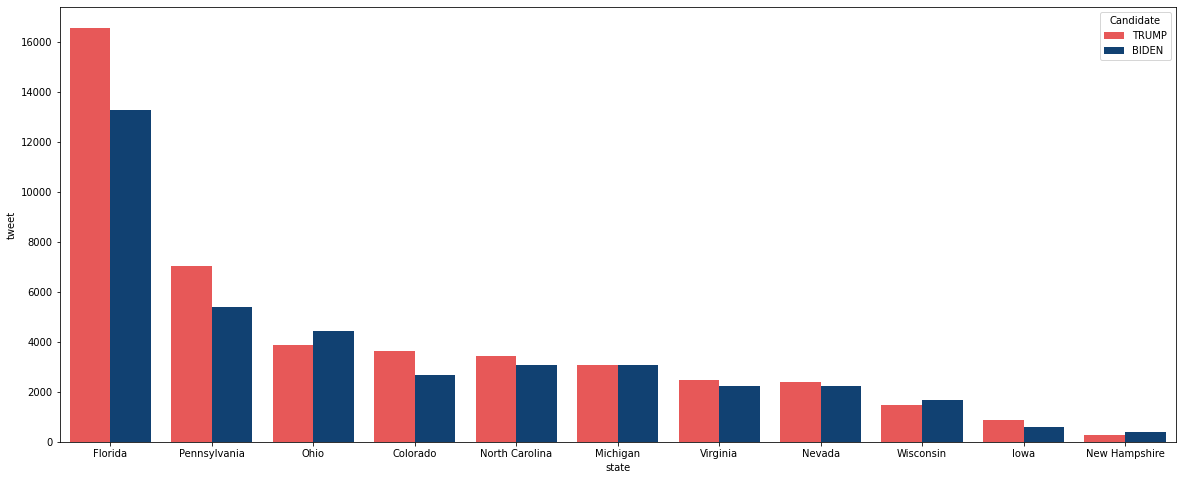 Candidate
TRUMP
BIDEN
16000
14000
12000
10000
8000
6000
4000
2000
0
tweet
Florida Pennsylvania Ohio Colorado North Carolina Michigan Virginia Nevada Wisconsin Iowa New Hampshire
state